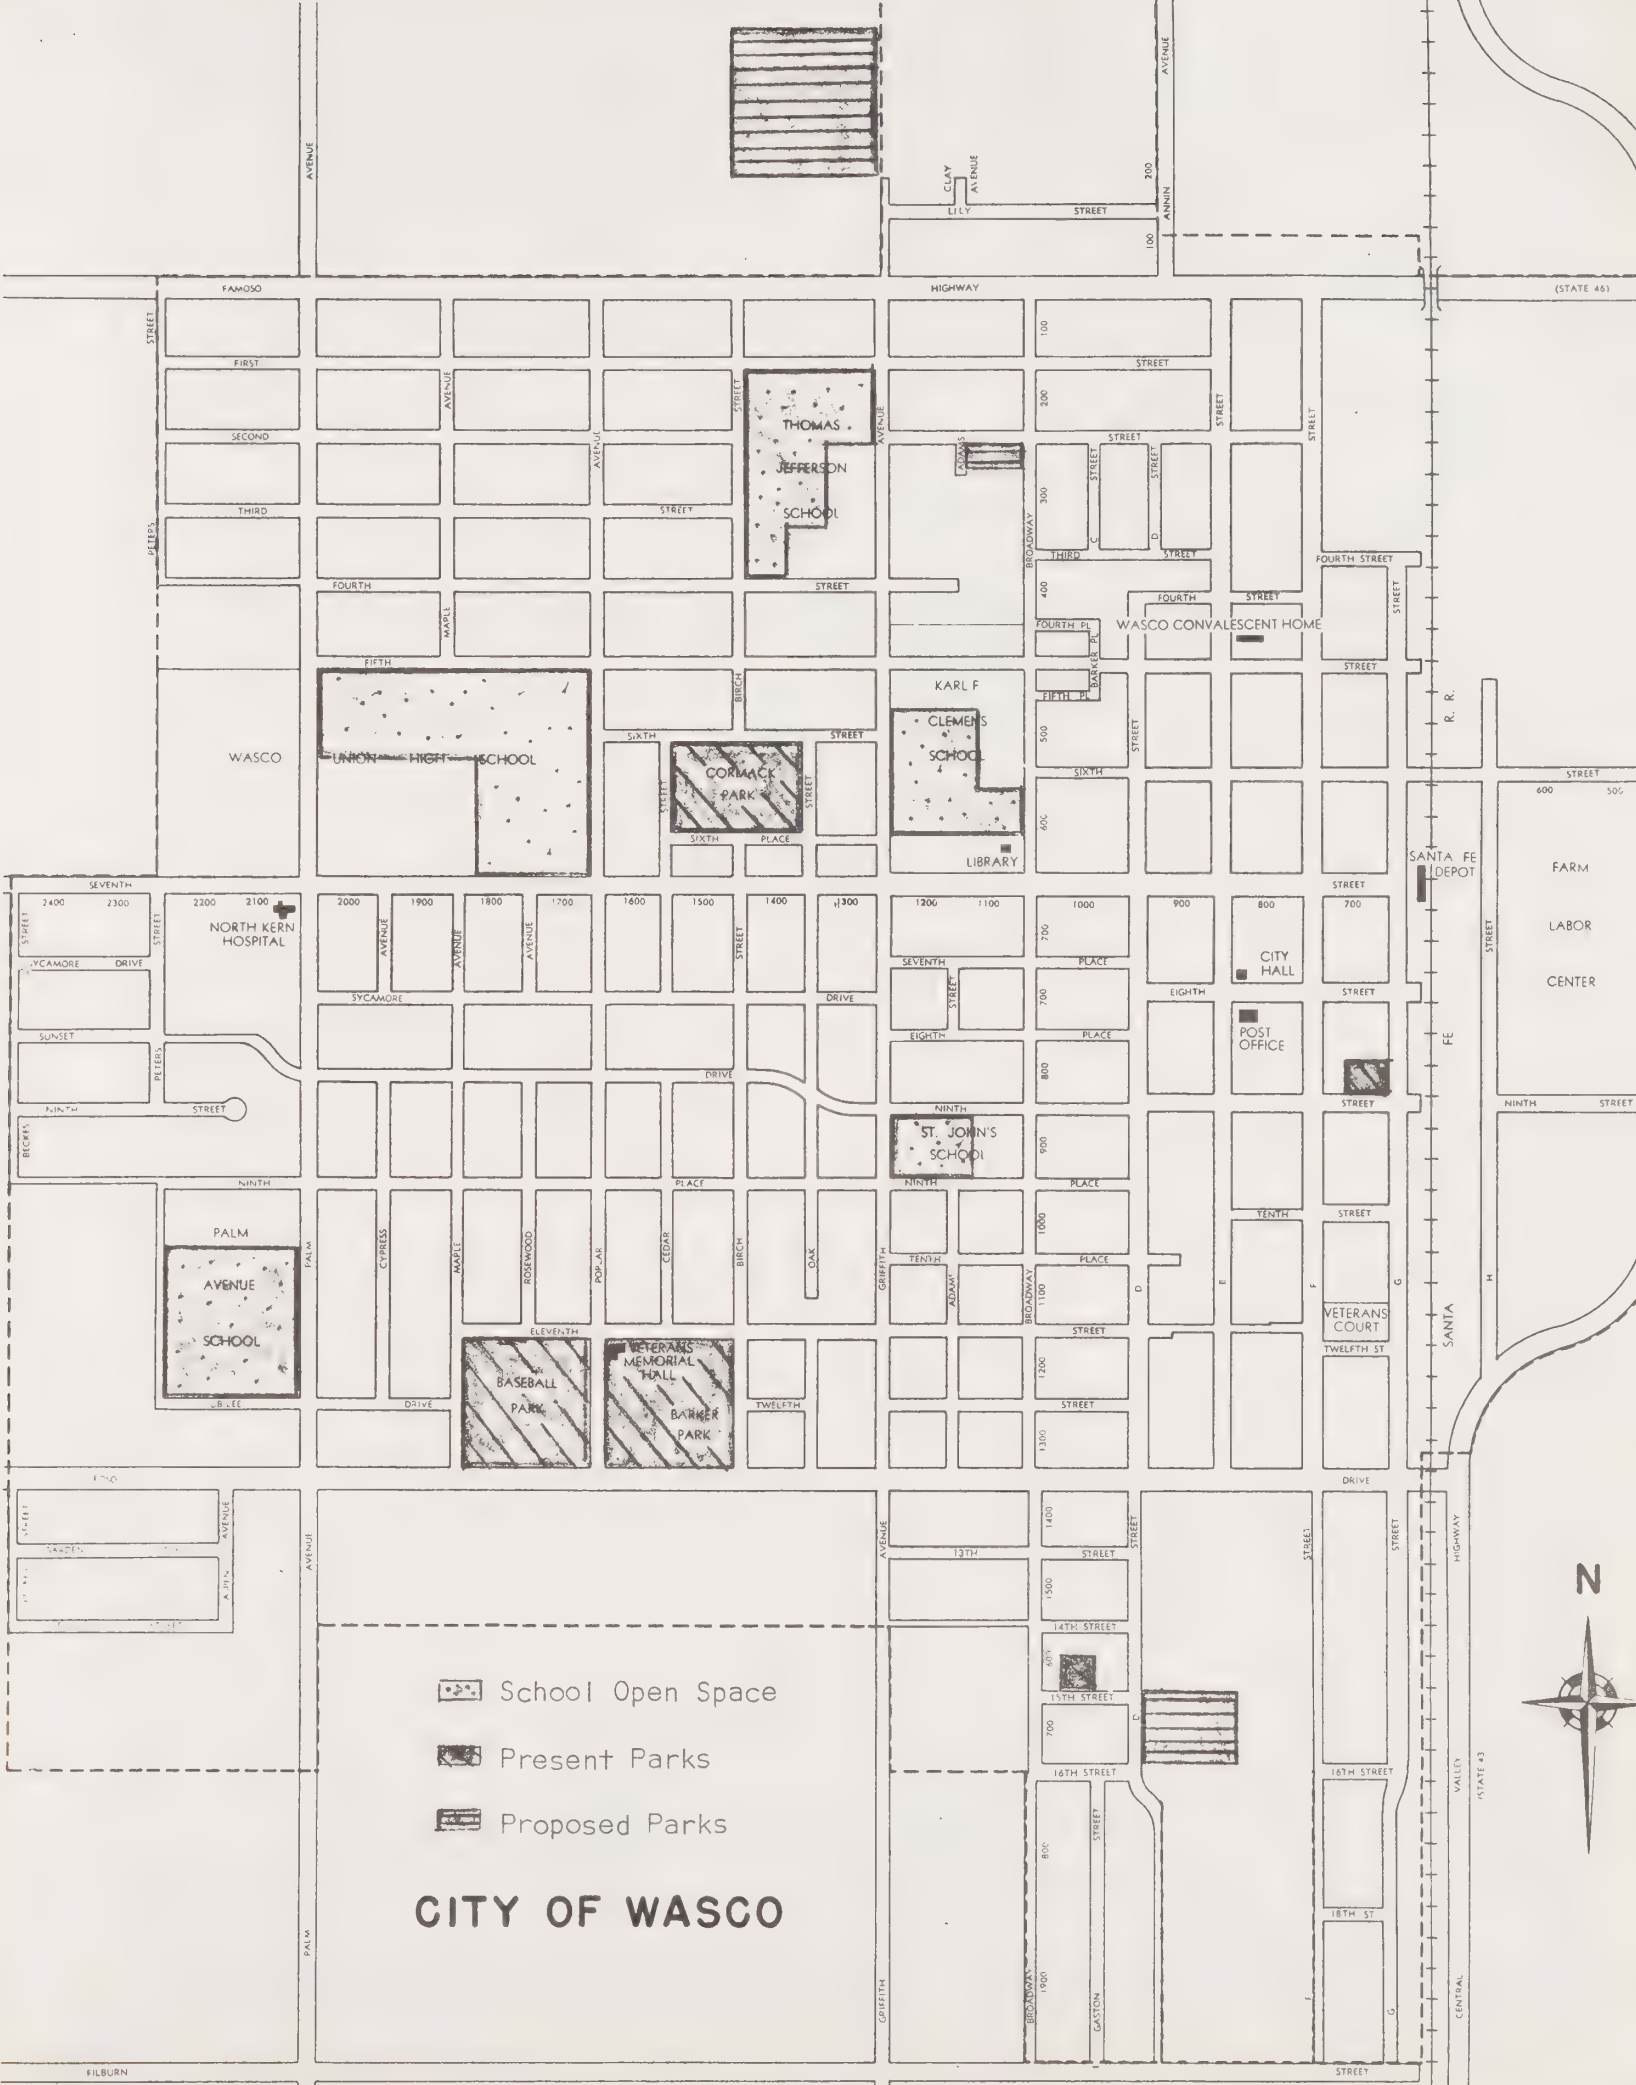 AVENUE
AVENUE
CLAY
AVENUE
200
ANNIN
LILY STREET
100
FAMOSO HIGHWAY (STATE 46)
STREET
100
FIRST STREET
AVENUE
STREET
200
STREET
STREET
THOMAS
AVENUE
SECOND STREET
AVENUE
ADAMS
JEFFERSON
STREET
STREET
300
THIRD STREET
SCHOOL
PETERS
BROADWAY
C
D
THIRD STREET
FOURTH STREET
FOURTH STREET
400
FOURTH STREET
STREET
MAPLE
FOURTH PL
WASCO CONVALESCENT HOME
BARKER PL
FIFTH STREET
BIRCH
KARL F
FIFTH PL
R. R.
CLEMENS
SIXTH STREET
500
STREET
WASCO UNION HIGH SCHOOL
SCHOOL
CORMACK
PARK
STREET
STREET
SIXTH STREET
600 500
600
SIXTH PLACE
LIBRARY
SANTA FE
DEPOT
FARM
LABOR
CENTER
SEVENTH STREET
2400 2300 2200 2100 2000 1900 1800 1700 1600 1500 1400 1300 1200 1100 1000 900 800 700
NORTH KERN
HOSPITAL
STREET
STREET
AVENUE
AVENUE
AVENUE
STREET
700
STREET
CITY
HALL
DRIVE
SEVENTH PLACE
SYCAMORE DRIVE
STREET
700
EIGHTH STREET
SUNSET DRIVE
EIGHTH PLACE
POST
OFFICE
FE
PETERS
800
NINTH STREET
NINTH STREET
NINTH STREET
BECKES
ST. JOHN'S
SCHOOL
900
NINTH PLACE
NINTH PLACE
1000
TENTH STREET
PALM
AVENUE
SCHOOL
PALM
CYPRESS
MAPLE
ROSEWOOD
POPLAR
CEDAR
BIRCH
OAK
GRIFFITH
TENTH PLACE
BROADWAY
1100
D
E
F
G
H
VETERANS
COURT
SANTA
ELEVENTH STREET
TWELFTH ST
VETERANS
MEMORIAL
HALL
BASEBALL
PARK
BARKER
PARK
1200
DRIVE
TWELFTH STREET
1300
DRIVE
STREET
AVENUE
AVENUE
AVENUE
1400
STREET
STREET
STREET
HIGHWAY
13TH STREET
1500
14TH STREET
N
15TH STREET
700
D
16TH STREET
16TH STREET
VALLEY
(STATE 43
School Open Space
Present Parks
Proposed Parks
STREET
800
CITY OF WASCO
18TH ST
PALM
GRIFFITH
BROADWAY
1900
GASTON
F
G
CENTRAL
FILBURN STREET